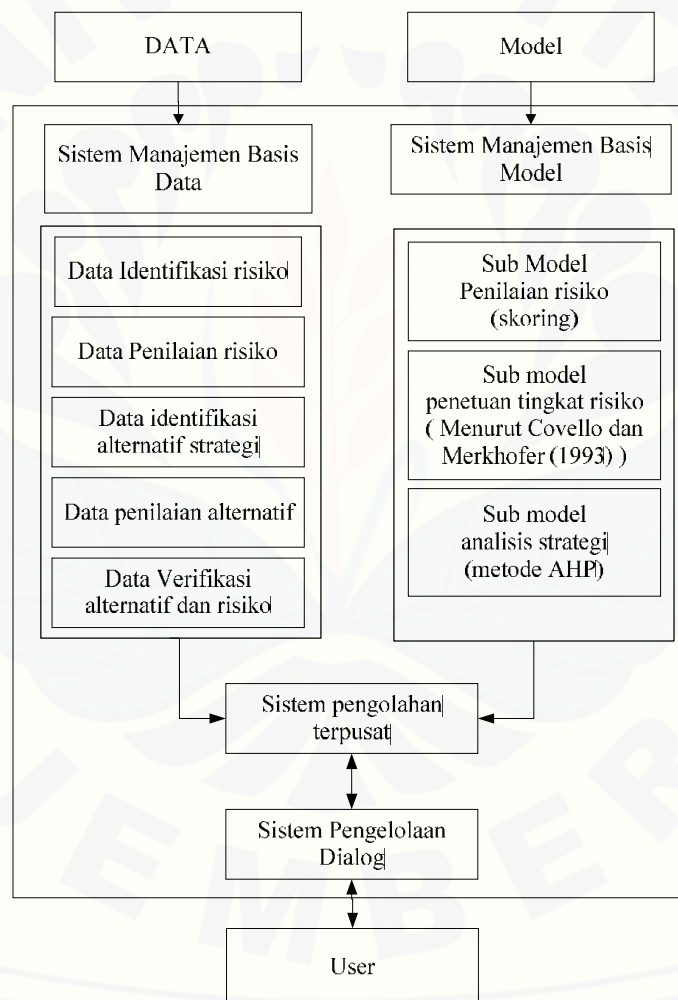 DATA
Model
Sistem Manajemen Basis
Data
Sistem Manajemen Basis
Model
Data Identifikasi risiko
Data Penilaian risiko
Data identifikasi
alternatif strategi
Data penilaian alternatif
Data Verifikasi
alternatif dan risiko
Sub Model
Penilaian risiko
(skoring)
Sub model
penetuan tingkat risiko
( Menurut Covello dan
Merkhofer (1993) )
Sub model
analisis strategi
(metode AHP)
Sistem pengolahan
terpusat
Sistem Pengelolaan
Dialog
User
JEMBER